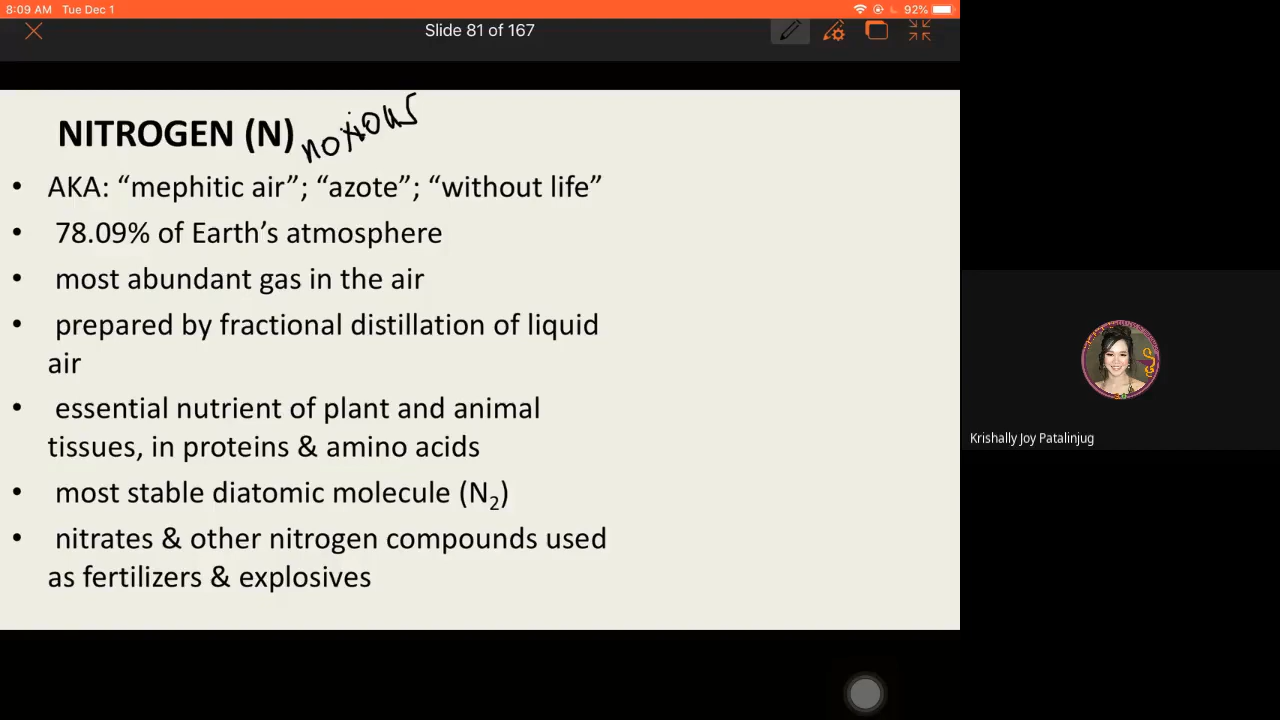 8:09 AM Tue Dec 1
92%
Slide 81 of 167
NITROGEN (N) noxious
• AKA: “mephitic air”; “azote”; “without life”
• 78.09% of Earth’s atmosphere
• most abundant gas in the air
• prepared by fractional distillation of liquid
air
• essential nutrient of plant and animal
tissues, in proteins & amino acids
• most stable diatomic molecule (N₂)
• nitrates & other nitrogen compounds used
as fertilizers & explosives
Krishally Joy Patalinjug